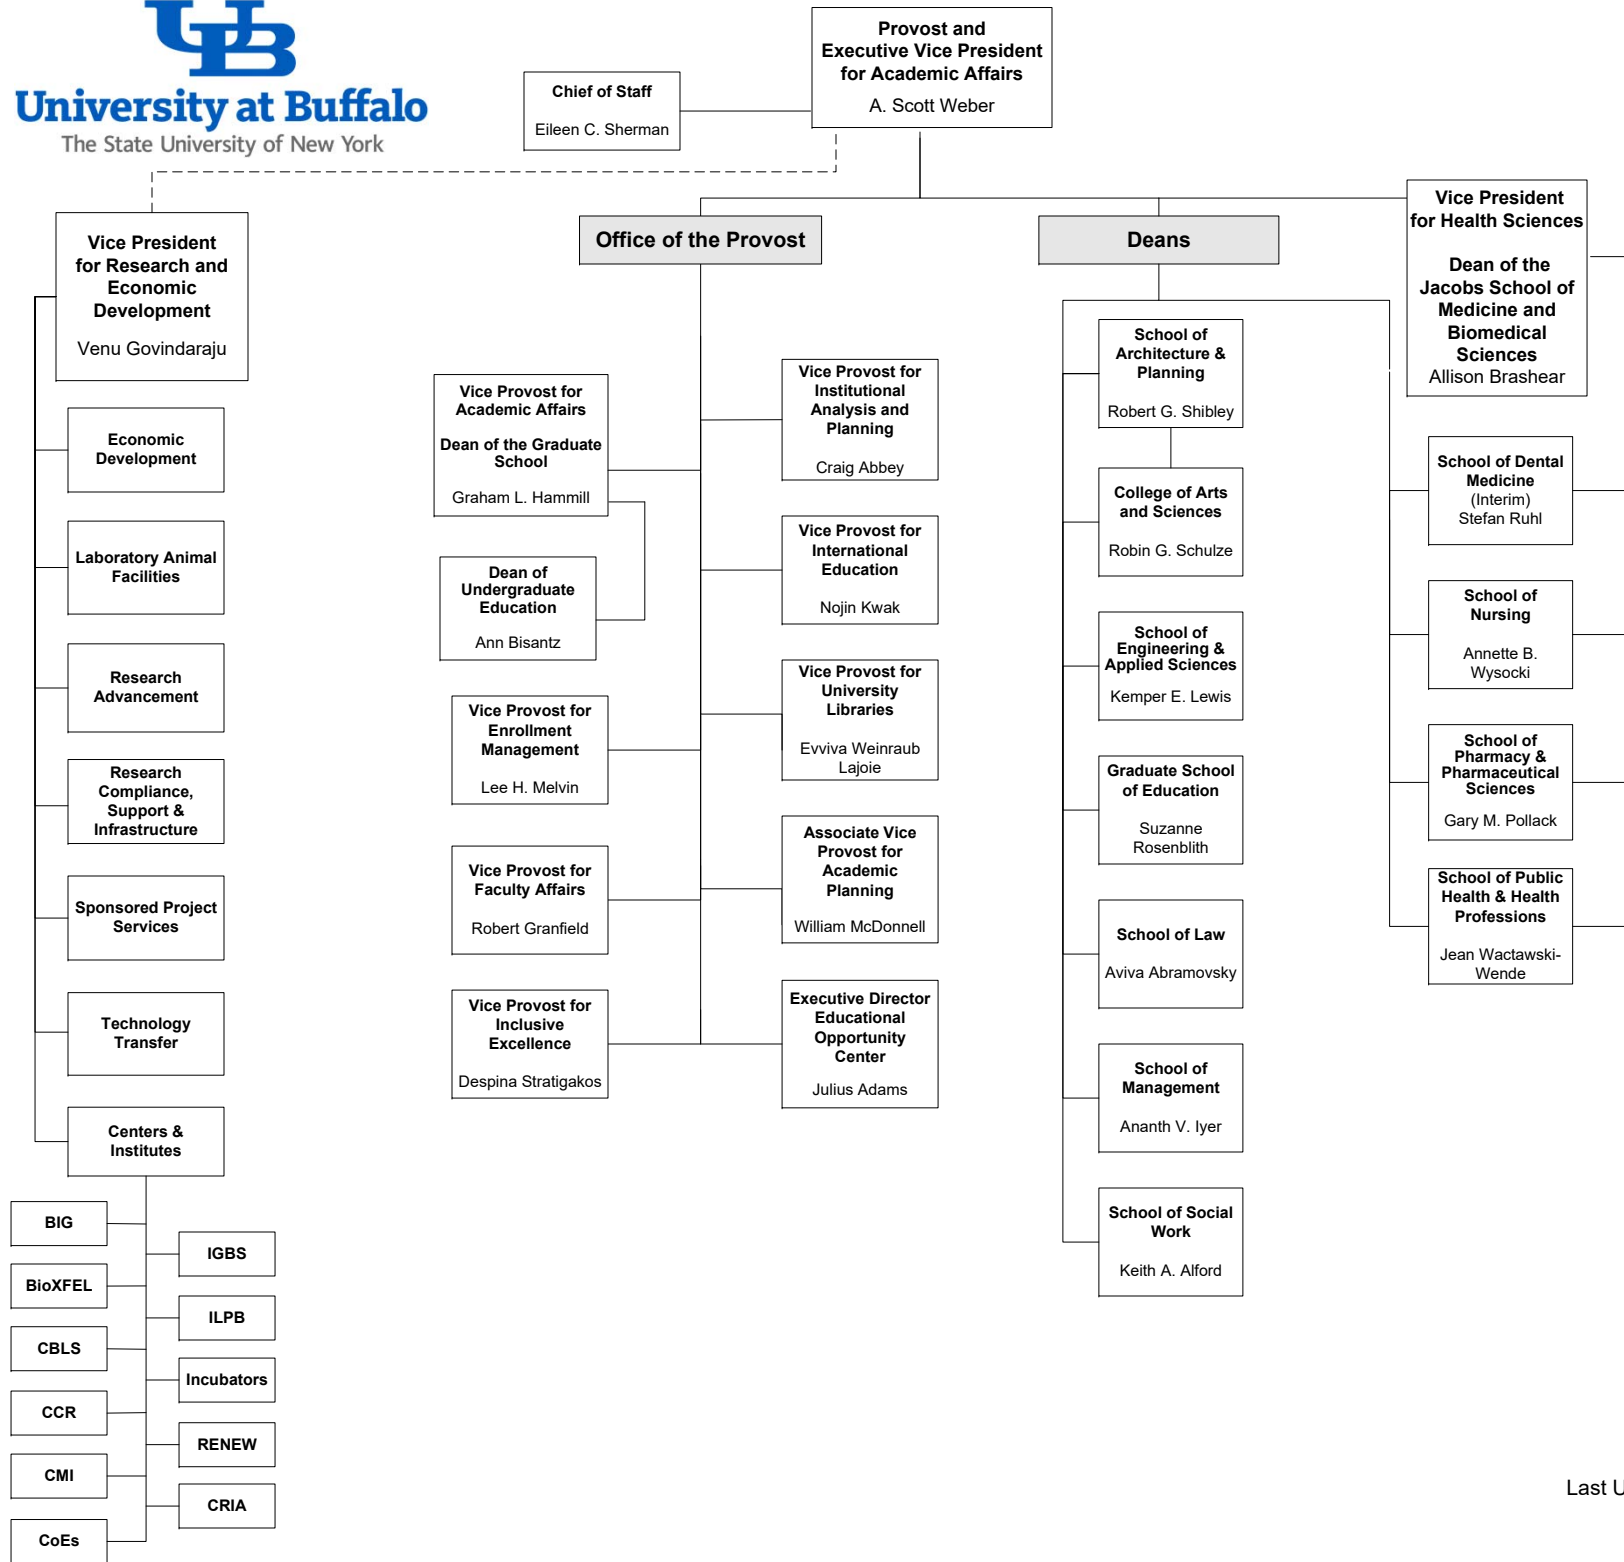 UB
University at Buffalo
The State University of New York
Provost and
Executive Vice President
for Academic Affairs
A. Scott Weber
Chief of Staff
Eileen C. Sherman
Vice President
for Research and
Economic
Development
Venu Govindaraju
Economic
Development
Laboratory Animal
Facilities
Research
Advancement
Research
Compliance,
Support &
Infrastructure
Sponsored Project
Services
Technology
Transfer
Centers &
Institutes
BIG
IGBS
BioXFEL
ILPB
CBLS
Incubators
CCR
RENEW
CMI
CRIA
CoEs
Office of the Provost
Vice Provost for
Academic Affairs
Dean of the Graduate
School
Graham L. Hammill
Dean of
Undergraduate
Education
Ann Bisantz
Vice Provost for
Enrollment
Management
Lee H. Melvin
Vice Provost for
Faculty Affairs
Robert Granfield
Vice Provost for
Inclusive
Excellence
Despina Stratigakos
Vice Provost for
Institutional
Analysis and
Planning
Craig Abbey
Vice Provost for
International
Education
Nojin Kwak
Vice Provost for
University
Libraries
Evviva Weinraub
Lajoie
Associate Vice
Provost for
Academic
Planning
William McDonnell
Executive Director
Educational
Opportunity
Center
Julius Adams
Deans
School of
Architecture &
Planning
Robert G. Shibley
College of Arts
and Sciences
Robin G. Schulze
School of
Engineering &
Applied Sciences
Kemper E. Lewis
Graduate School
of Education
Suzanne
Rosenblith
School of Law
Aviva Abramovsky
School of
Management
Ananth V. Iyer
School of Social
Work
Keith A. Alford
Vice President
for Health Sciences
Dean of the
Jacobs School of
Medicine and
Biomedical
Sciences
Allison Brashear
School of Dental
Medicine
(Interim)
Stefan Ruhl
School of
Nursing
Annette B.
Wysocki
School of
Pharmacy &
Pharmaceutical
Sciences
Gary M. Pollack
School of Public
Health & Health
Professions
Jean Wactawski-
Wende
Last U